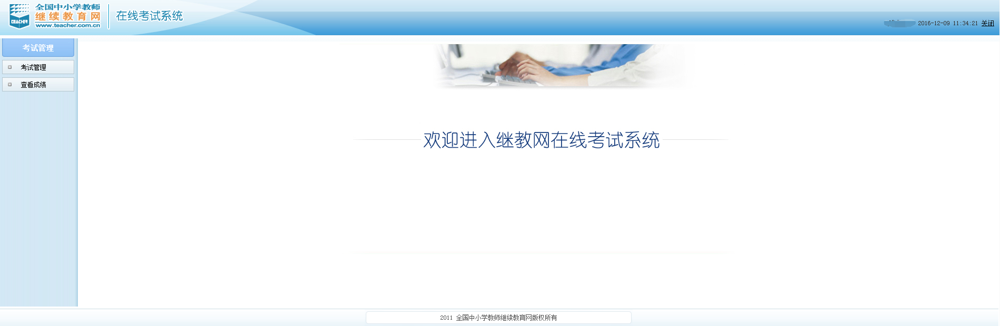 全国中小学教师
继续教育网
www.teacher.com.cn
TEACHER
在线考试系统
2016-12-09 11:34:21 关闭
考试管理
考试管理
查看成绩
欢迎进入继教网在线考试系统
2011 全国中小学教师继续教育网版权所有